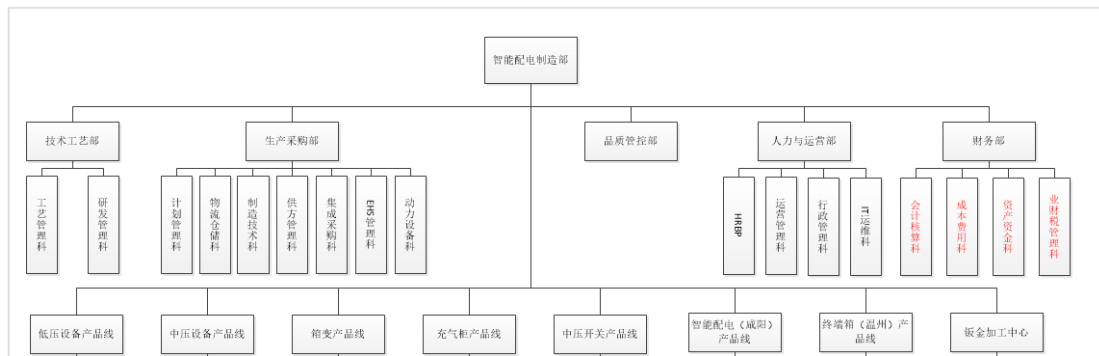 智能配电制造部
技术工艺部
生产采购部
品质管控部
人力与运营部
财务部
工艺管理科
研发管理科
计划管理科
物流仓储科
制造技术科
供方管理科
集成采购科
EHS管理科
动力设备科
HRBP
运营管理科
行政管理科
IT运维科
会计核算科
成本费用科
资产资金科
业财税管理科
低压设备产品线
中压设备产品线
箱变产品线
充气柜产品线
中压开关产品线
智能配电（咸阳）
产品线
终端箱（温州）产
品线
钣金加工中心